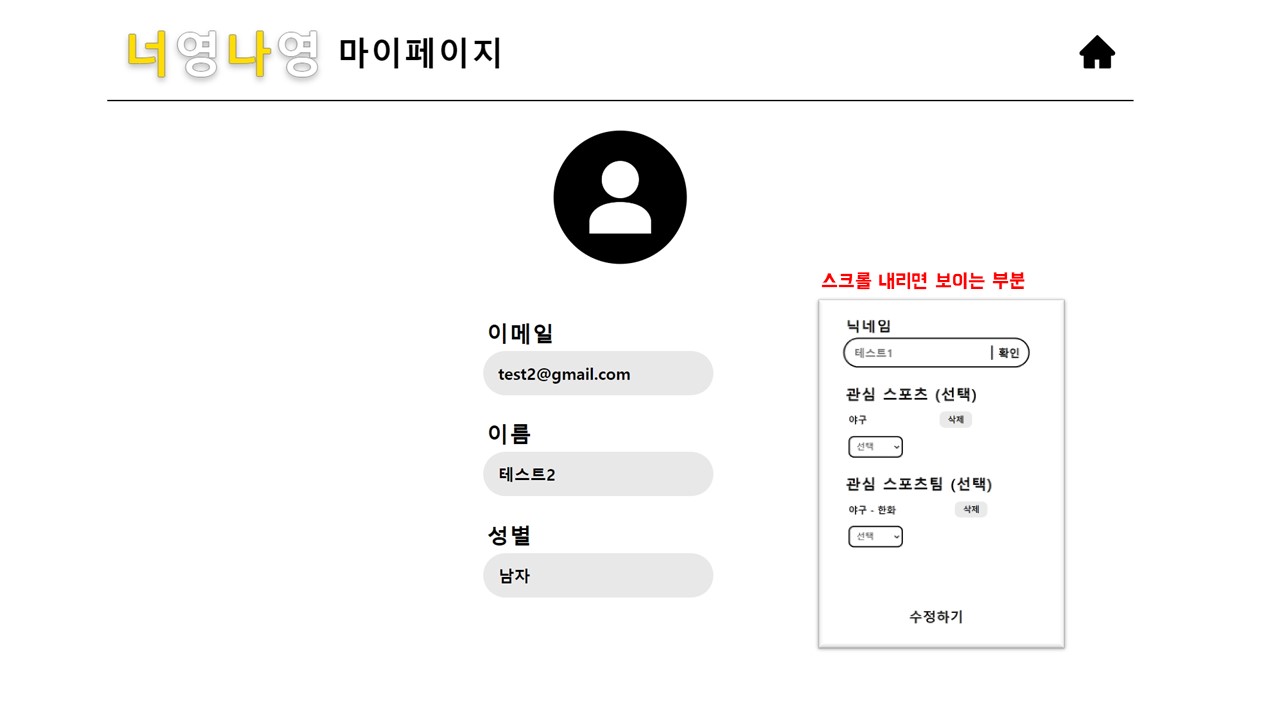 너영나영 마이페이지
이메일
test2@gmail.com
이름
테스트2
성별
남자
스크롤 내리면 보이는 부분
닉네임
테스트1 | 확인
관심 스포츠 (선택)
야구 삭제
선택
관심 스포츠팀 (선택)
야구 - 한화 삭제
선택
수정하기